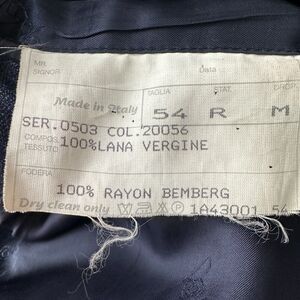 MR.
SIGNOR.
Data
Made in Italy
TAGLIA STAT. DROP
54 R M
SER.0503 COL.20056
COMPOS. TESSUTO 100%LANA VERGINE
FODERA
100% RAYON BEMBERG
Dry clean only P 1A43001 54